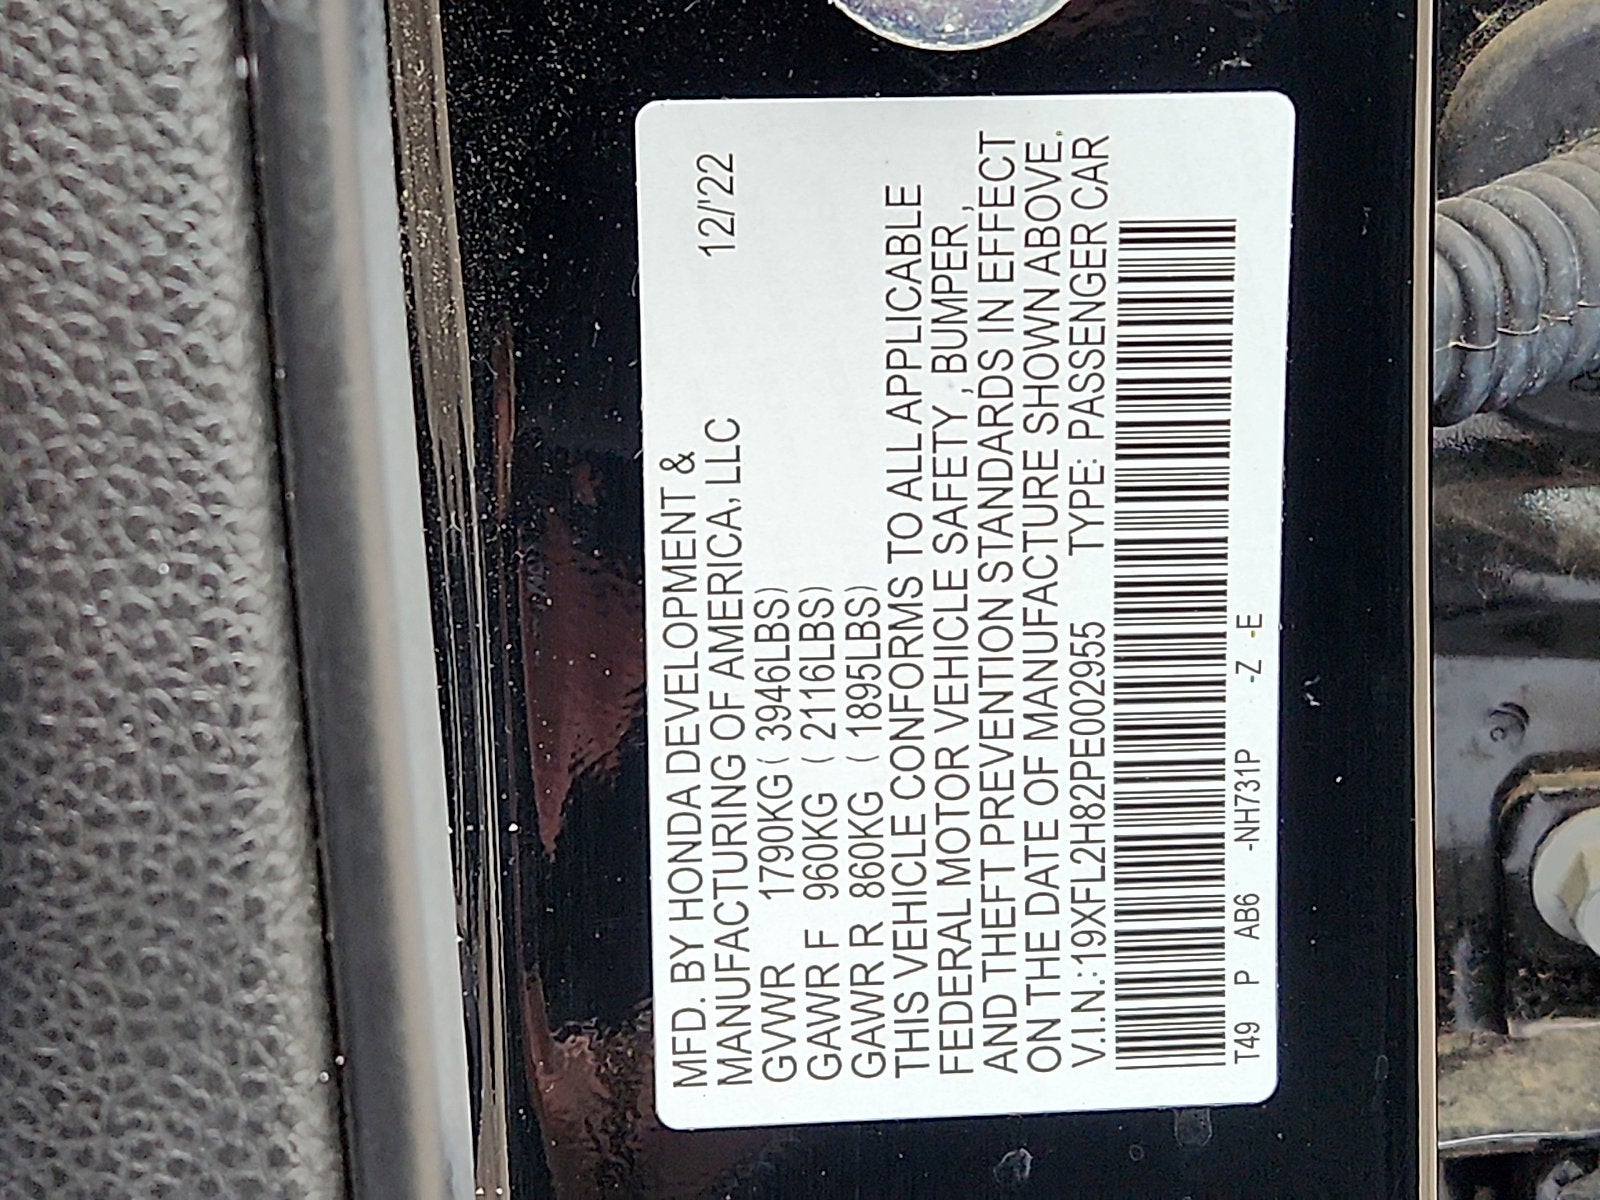 MFD. BY HONDA DEVELOPMENT &
MANUFACTURING OF AMERICA, LLC 12/'22
GVWR 1790KG ( 3946LBS)
GAWR F 960KG ( 2116LBS)
GAWR R 860KG ( 1895LBS)
THIS VEHICLE CONFORMS TO ALL APPLICABLE
FEDERAL MOTOR VEHICLE SAFETY, BUMPER,
AND THEFT PREVENTION STANDARDS IN EFFECT
ON THE DATE OF MANUFACTURE SHOWN ABOVE.
V.I.N.:19XFL2H82PE002955 TYPE: PASSENGER CAR
T49 P AB6 -NH731P -Z -E